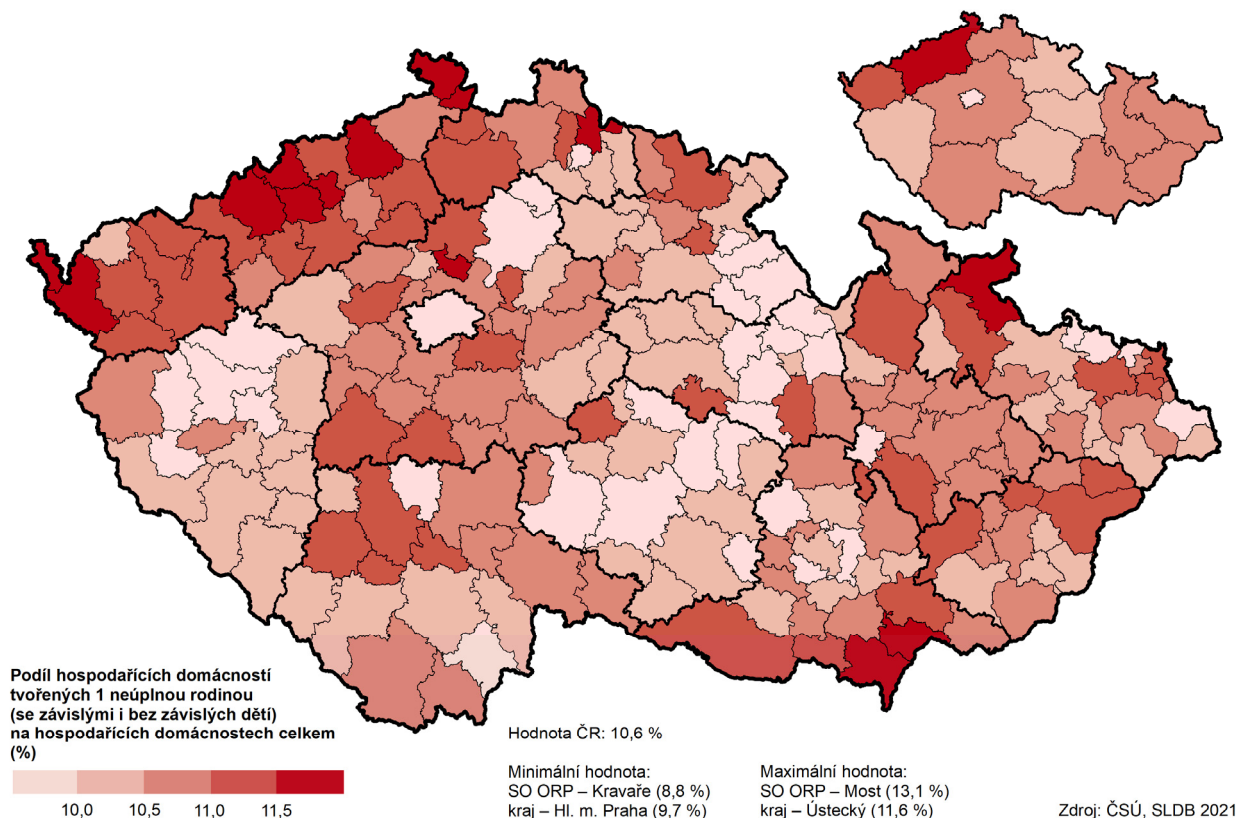 Podíl hospodařících domácností
tvořených 1 neúplnou rodinou
(se závislými i bez závislých dětí)
na hospodařících domácnostech celkem
(%)
10,0 10,5 11,0 11,5
Hodnota ČR: 10,6 %
Minimální hodnota:
SO ORP – Kravaře (8,8 %)
kraj – Hl. m. Praha (9,7 %)
Maximální hodnota:
SO ORP – Most (13,1 %)
kraj – Ústecký (11,6 %)
Zdroj: ČSÚ, SLDB 2021